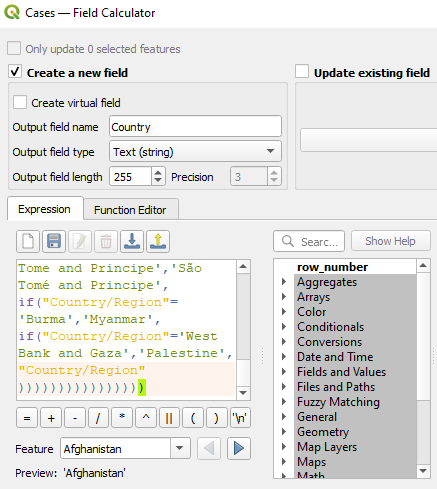 Cases — Field Calculator
Only update 0 selected features
Create a new field
Update existing field
Create virtual field
Output field name
Country
Output field type
Text (string)
Output field length
255
Precision
3
Expression
Function Editor
Tome and Principe','São
Tomé and Príncipe',
if("Country/Region"=
'Burma','Myanmar',
if("Country/Region"='West
Bank and Gaza','Palestine',
"Country/Region"
))))))))))))))))
= + - / * ^ || ( ) '\n'
Feature
Afghanistan
Preview: 'Afghanistan'
Searc...
Show Help
row_number
Aggregates
Arrays
Color
Conditionals
Conversions
Date and Time
Fields and Values
Files and Paths
Fuzzy Matching
General
Geometry
Map Layers
Maps
Math